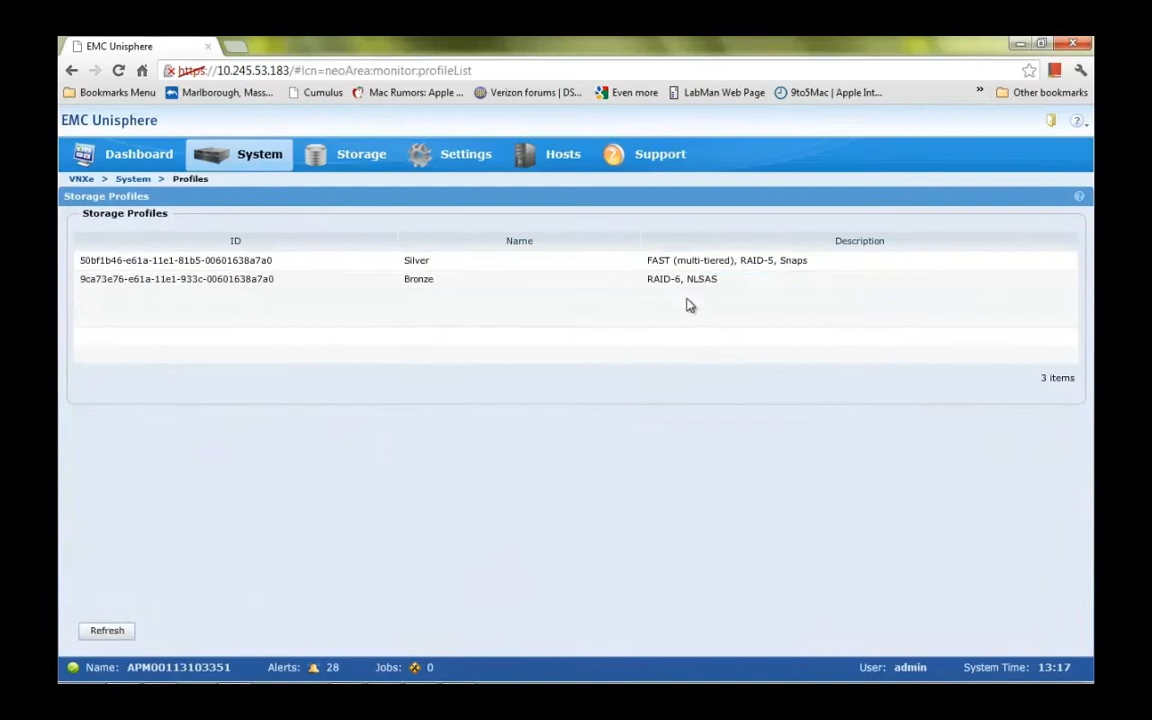 EMC Unisphere
https://10.245.53.183/#lcn=neoArea:monitor:profileList
Bookmarks Menu Marlborough, Mass... Cumulus Mac Rumors: Apple ... Verizon forums | DS... Even more LabMan Web Page 9to5Mac | Apple Int... » Other bookmarks
EMC Unisphere
Dashboard System Storage Settings Hosts Support
VNXe > System > Profiles
Storage Profiles
Storage Profiles
ID Name Description
50bf1b46-e61a-11e1-81b5-00601638a7a0 Silver FAST (multi-tiered), RAID-5, Snaps
9ca73e76-e61a-11e1-933c-00601638a7a0 Bronze RAID-6, NLSAS
3 items
Refresh
Name: APM00113103351 Alerts: 28 Jobs: 0 User: admin System Time: 13:17